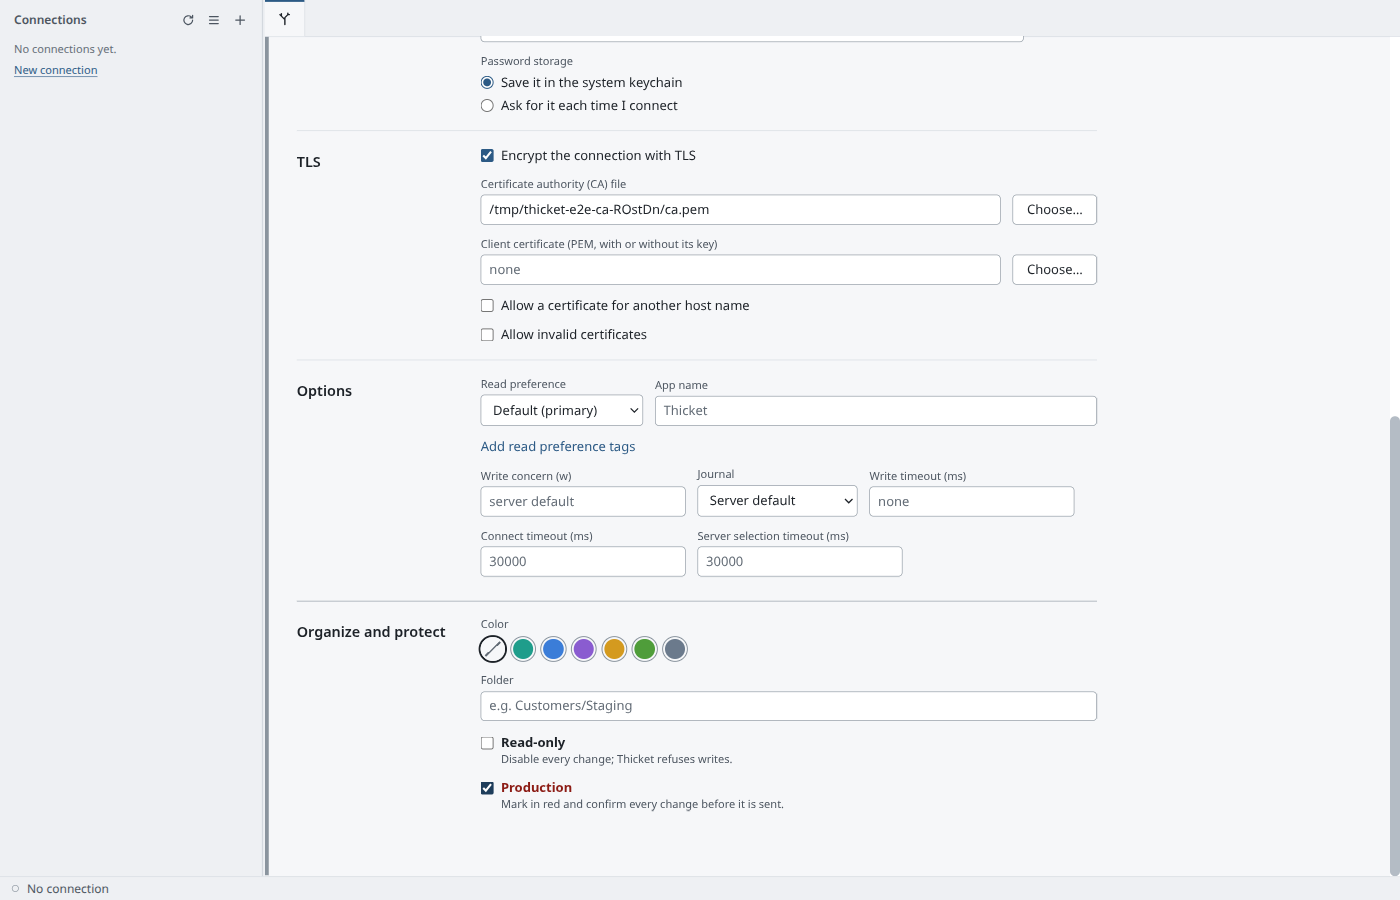 Connections
No connections yet.
New connection
Password storage
Save it in the system keychain
Ask for it each time I connect
TLS
Encrypt the connection with TLS
Certificate authority (CA) file
/tmp/thicket-e2e-ca-ROstDn/ca.pem
Choose...
Client certificate (PEM, with or without its key)
none
Choose...
Allow a certificate for another host name
Allow invalid certificates
Options
Read preference
App name
Default (primary)
Thicket
Add read preference tags
Write concern (w)
Journal
Write timeout (ms)
server default
Server default
none
Connect timeout (ms)
Server selection timeout (ms)
30000
30000
Organize and protect
Color
Folder
e.g. Customers/Staging
Read-only
Disable every change; Thicket refuses writes.
Production
Mark in red and confirm every change before it is sent.
No connection